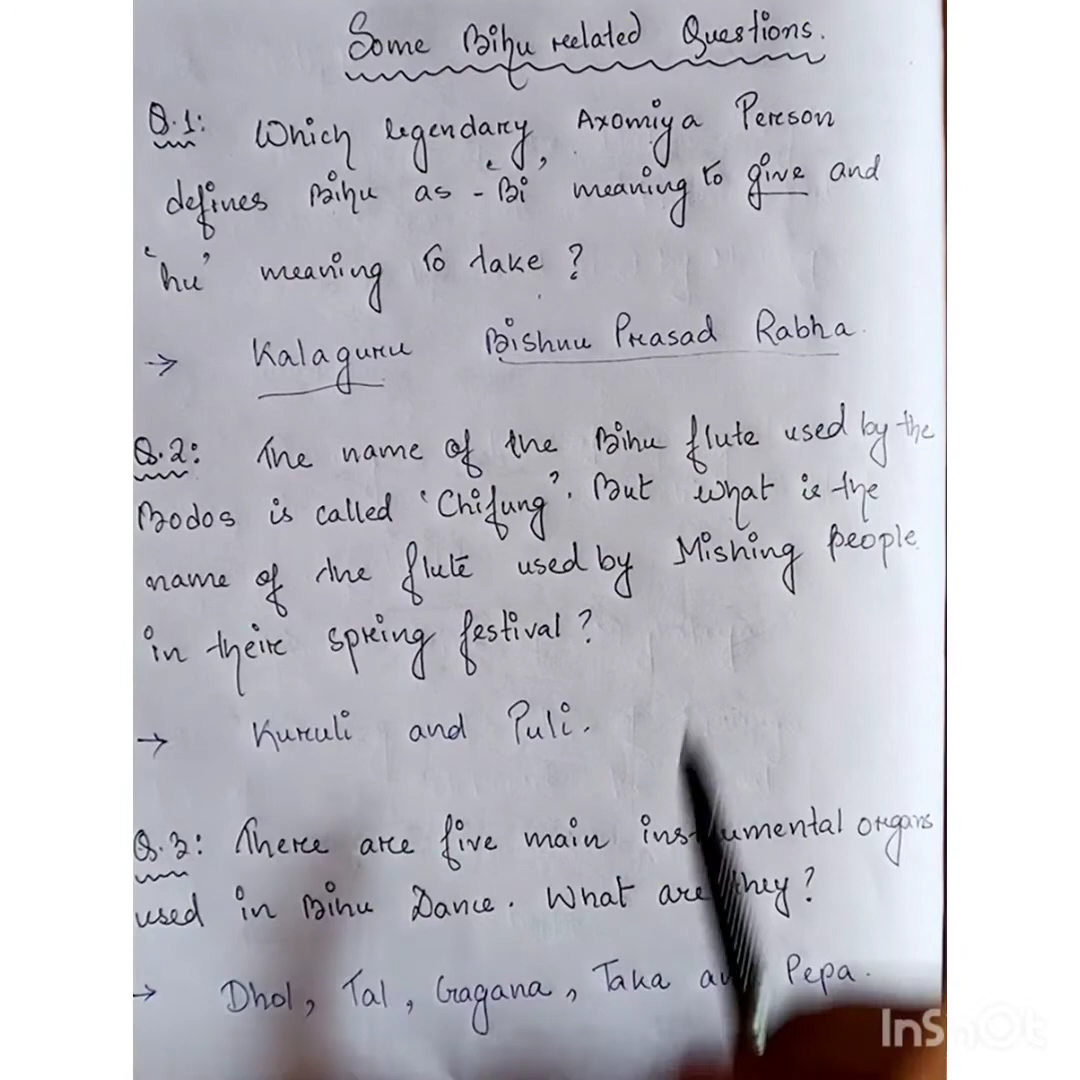 Some Bihu related Questions.
Q.1: Which legendary, Axomiya Person
defines Bihu as - 'Bi' meaning to give and
'hu' meaning to take?
→ Kalaguru Bishnu Prasad Rabha.
Q.2: The name of the Bihu flute used by the
Bodos is called 'Chifung'. But what is the
name of the flute used by Mishing people
in their spring festival?
→ Kuruli and Puli.
Q.3: There are five main instrumental organs
used in Bihu Dance. What are they?
→ Dhol, Tal, Gagana, Taka Pepa.
InShOt